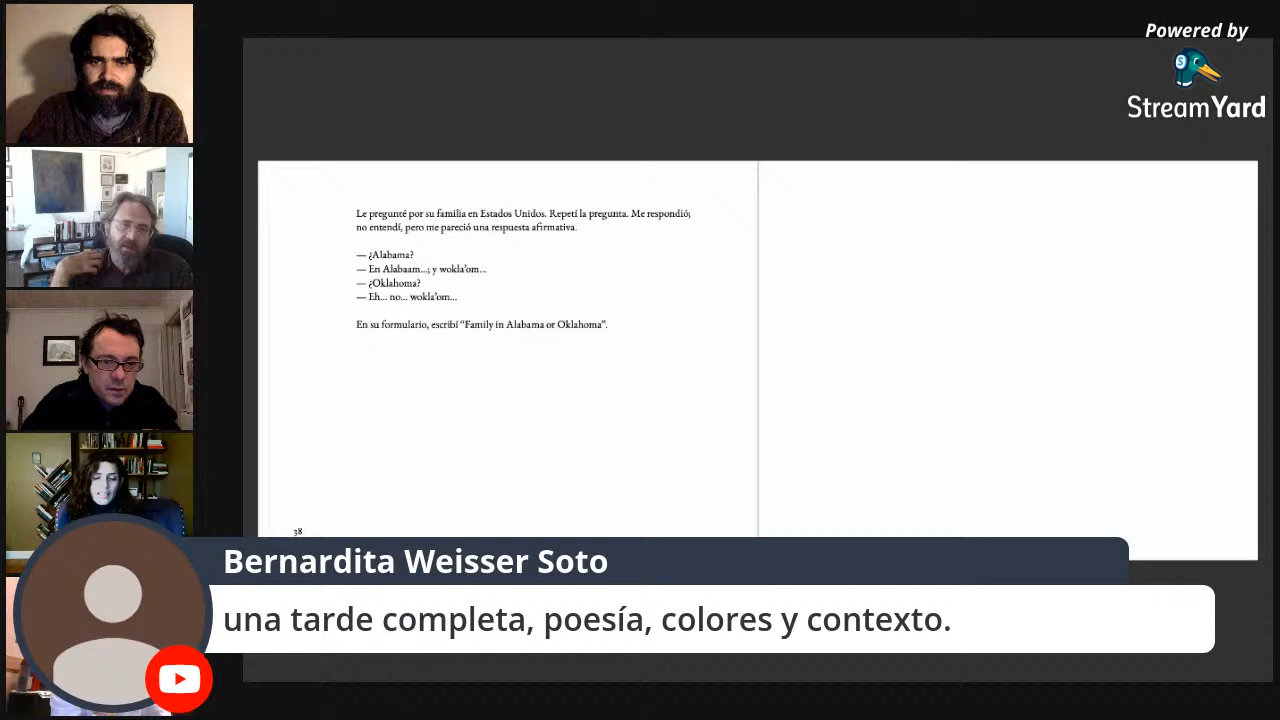 Powered by
StreamYard
Le pregunté por su familia en Estados Unidos. Repetí la pregunta. Me respondió;
no entendí, pero me pareció una respuesta afirmativa.
— ¿Alabama?
— En Alabaam...; y wokla’om...
— ¿Oklahoma?
— Eh... no... wokla’om...
En su formulario, escribí “Family in Alabama or Oklahoma”.
38
Bernardita Weisser Soto
una tarde completa, poesía, colores y contexto.